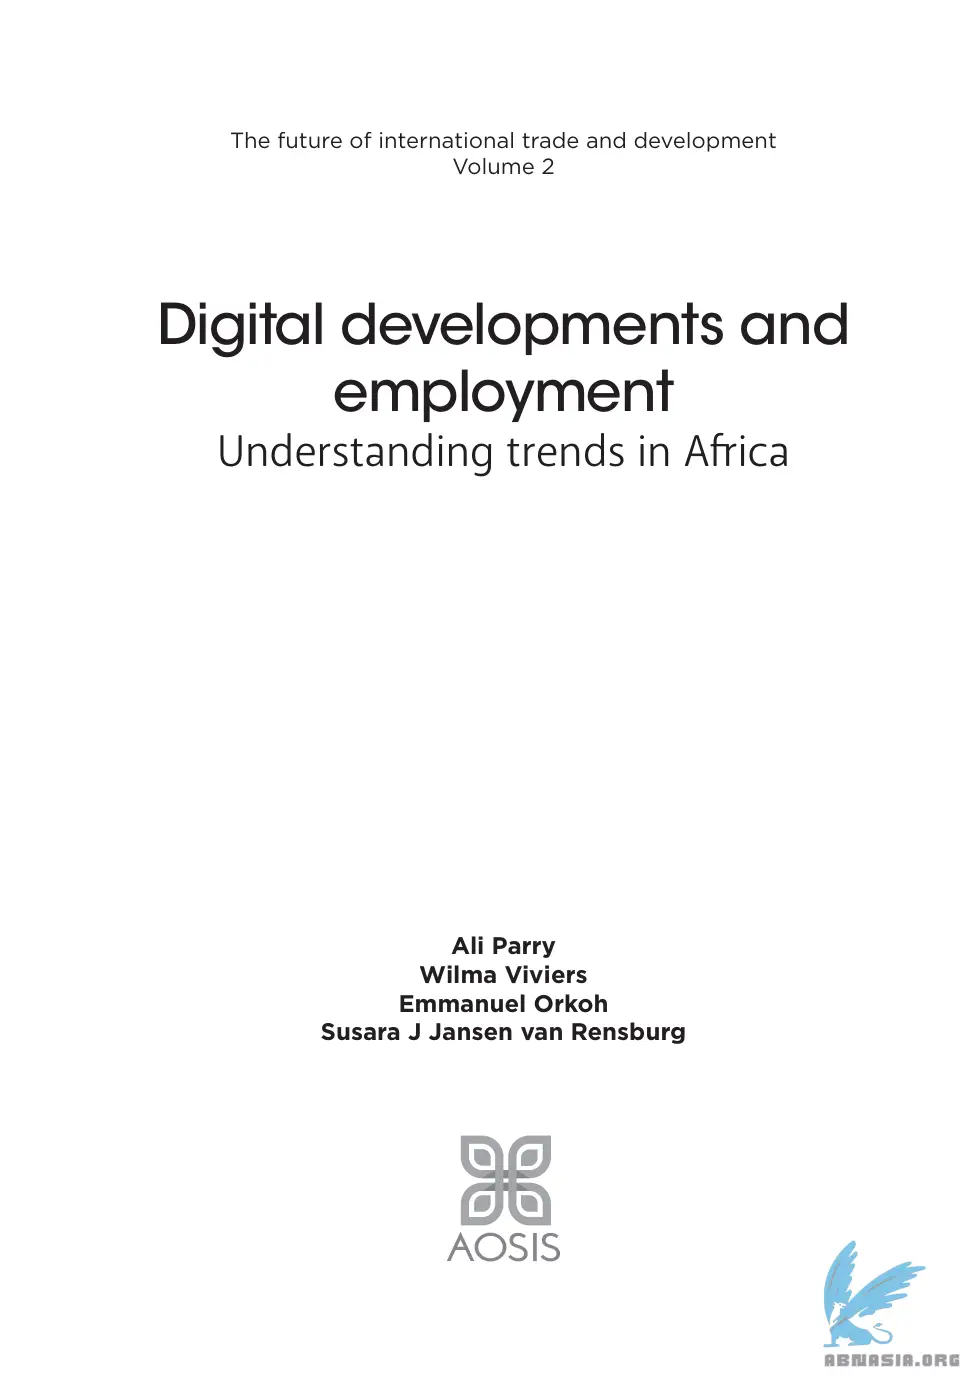 The future of international trade and development
Volume 2
Digital developments and
employment
Understanding trends in Africa
Ali Parry
Wilma Viviers
Emmanuel Orkoh
Susara J Jansen van Rensburg
AOSIS
ABNASIA.ORG